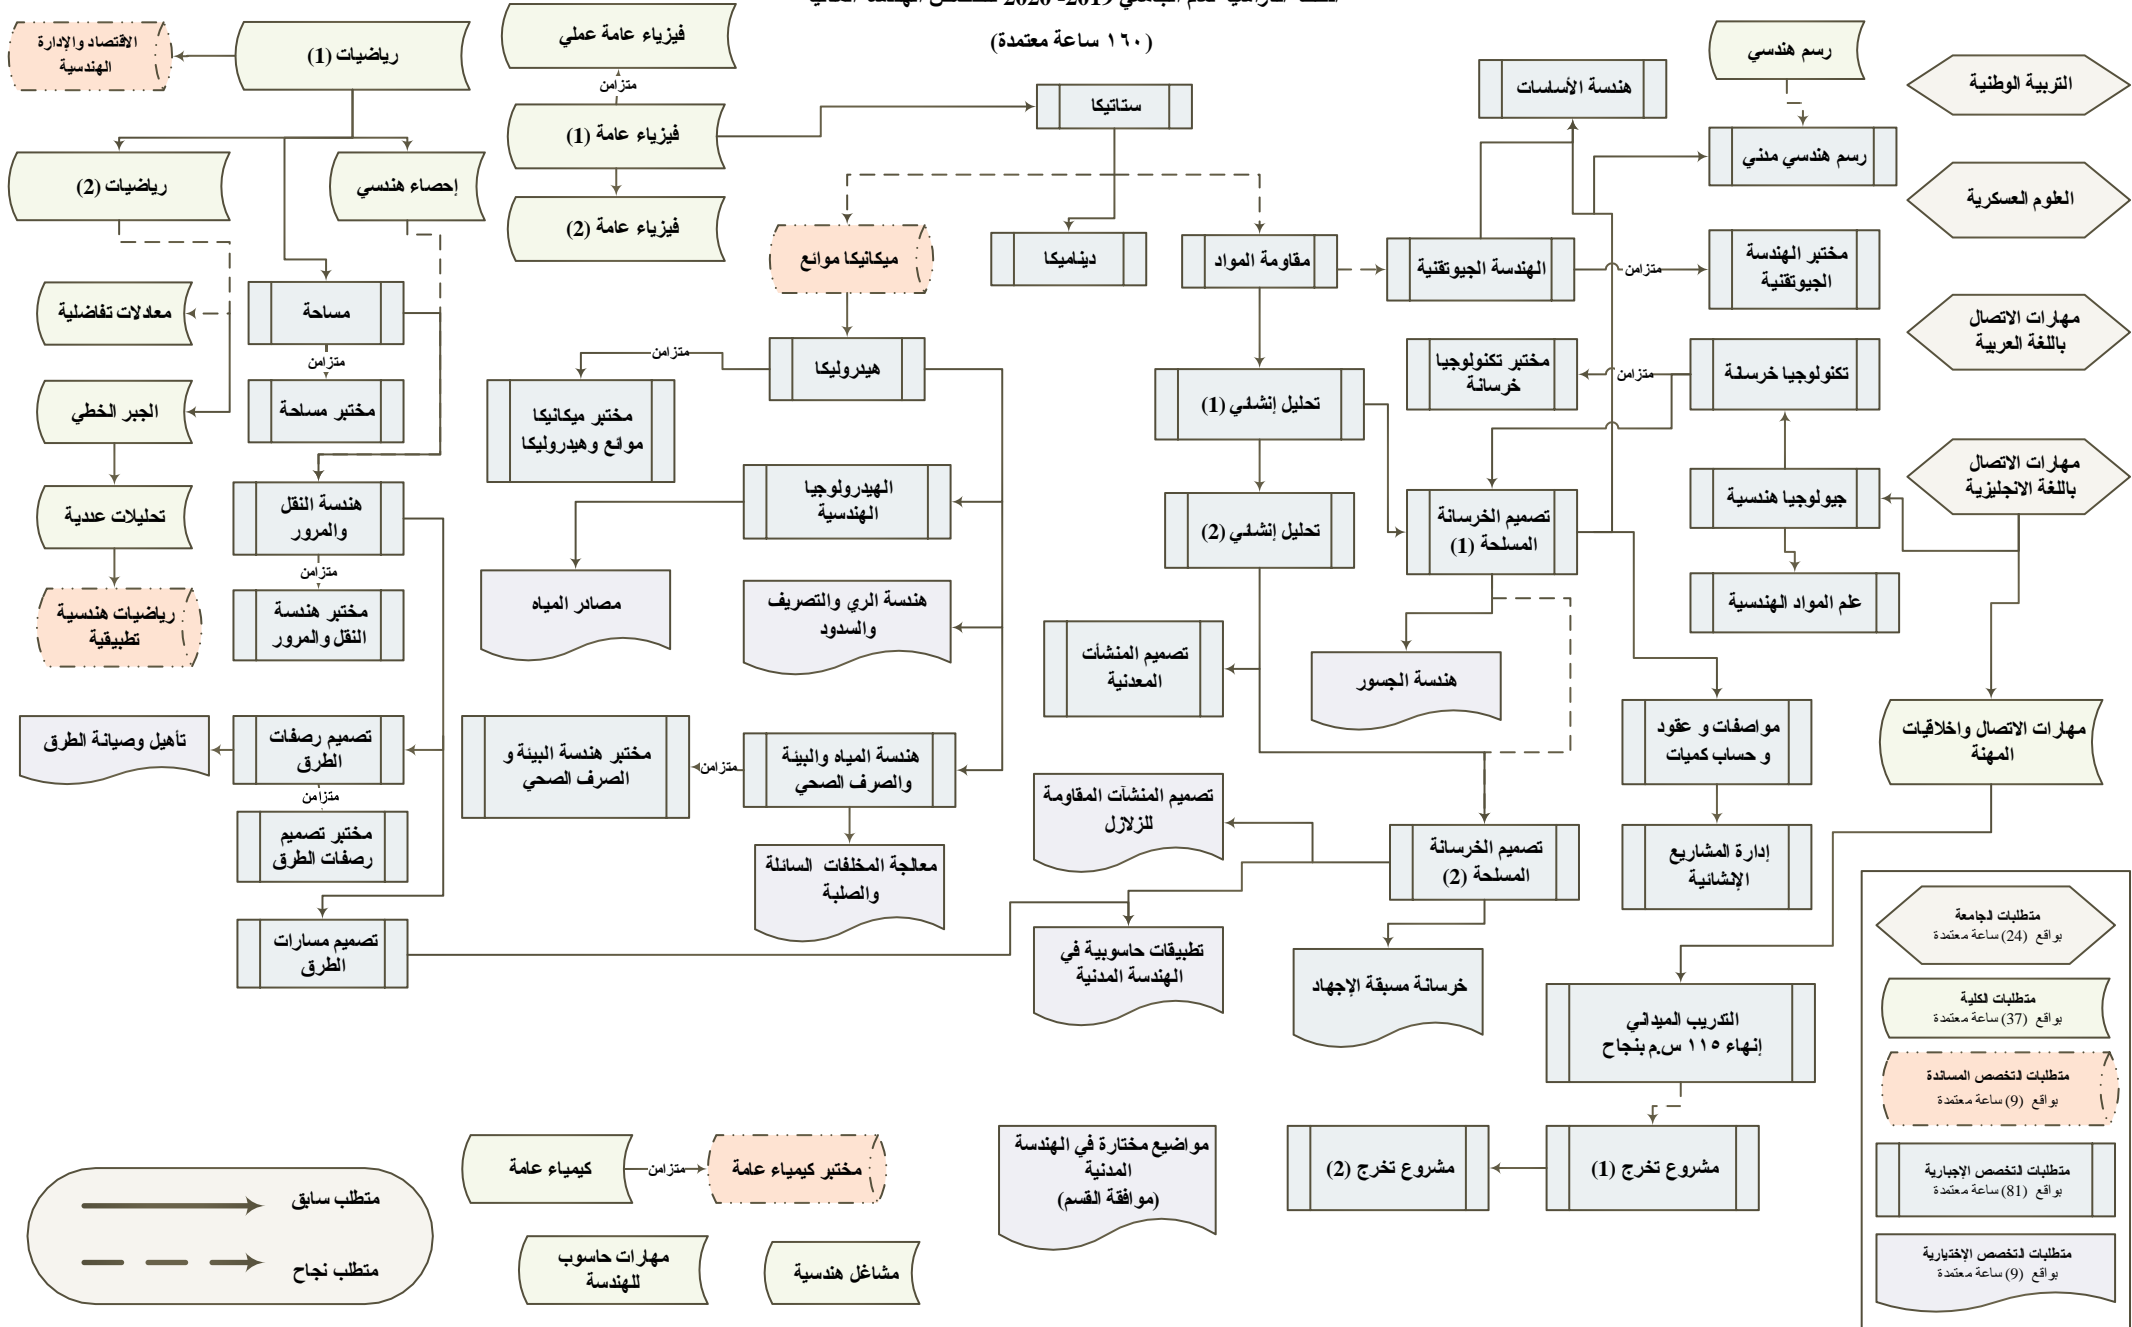 (١٦٠ ساعة معتمدة)
الاقتصاد والإدارة
الهندسية
رياضيات (1)
فيزياء عامة عملي
متزامن
فيزياء عامة (1)
فيزياء عامة (2)
ستاتيكا
هندسة الأساسات
رسم هندسي
التربية الوطنية
رسم هندسي مدني
العلوم العسكرية
رياضيات (2)
إحصاء هندسي
ميكانيكا موائع
ديناميكا
مقاومة المواد
الهندسة الجيوتقنية
متزامن
مختبر الهندسة
الجيوتقنية
معادلات تفاضلية
مساحة
متزامن
مختبر مساحة
مهارات الاتصال
باللغة العربية
الجبر الخطي
متزامن
هيدروليكا
مختبر ميكانيكا
موائع وهيدروليكا
تحليل إنشائي (1)
مختبر تكنولوجيا
خرسانة
متزامن
تكنولوجيا خرسانة
مهارات الاتصال
باللغة الانجليزية
تحليلات عددية
هندسة النقل
والمرور
متزامن
مختبر هندسة
النقل والمرور
الهيدرولوجيا
الهندسية
تحليل إنشائي (2)
تصميم الخرسانة
المسلحة (1)
جيولوجيا هندسية
علم المواد الهندسية
رياضيات هندسية
تطبيقية
مصادر المياه
هندسة الري والتصريف
والسدود
تصميم المنشأت
المعدنية
هندسة الجسور
مواصفات و عقود
و حساب كميات
مهارات الاتصال واخلاقيات
المهنة
تأهيل وصيانة الطرق
تصميم رصفات
الطرق
متزامن
مختبر تصميم
رصفات الطرق
مختبر هندسة البيئة و
الصرف الصحي
متزامن
هندسة المياه والبيئة
والصرف الصحي
معالجة المخلفات السائلة
والصلبة
تصميم المنشآت المقاومة
للزلازل
تصميم الخرسانة
المسلحة (2)
إدارة المشاريع
الإنشائية
تصميم مسارات
الطرق
تطبيقات حاسوبية في
الهندسة المدنية
خرسانة مسبقة الإجهاد
التدريب الميداني
إنهاء ١١٥ س.م بنجاح
متطلبات الجامعة
بواقع (24) ساعة معتمدة
متطلبات الكلية
بواقع (37) ساعة معتمدة
متطلبات التخصص المساندة
بواقع (9) ساعة معتمدة
متطلبات التخصص الإجبارية
بواقع (81) ساعة معتمدة
متطلبات التخصص الإختيارية
بواقع (9) ساعة معتمدة
كيمياء عامة
متزامن
مختبر كيمياء عامة
مواضيع مختارة في الهندسة
المدنية
(موافقة القسم)
مشروع تخرج (2)
مشروع تخرج (1)
متطلب سابق
متطلب نجاح
مهارات حاسوب
للهندسة
مشاغل هندسية